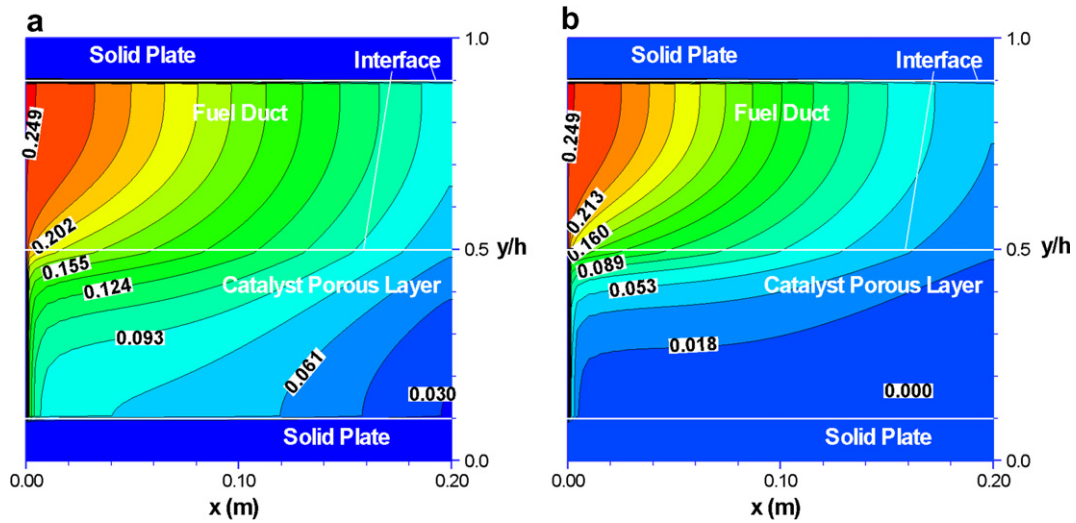 a
Solid Plate
Interface
1.0
0.249
Fuel Duct
0.202
0.5
y/h
0.155
0.124
Catalyst Porous Layer
0.093
0.061
0.030
Solid Plate
0.0
0.00
0.10
0.20
x (m)
b
Solid Plate
Interface
1.0
0.249
Fuel Duct
0.213
0.160
0.5
y/h
0.089
0.053
Catalyst Porous Layer
0.018
0.000
Solid Plate
0.0
0.00
0.10
0.20
x (m)